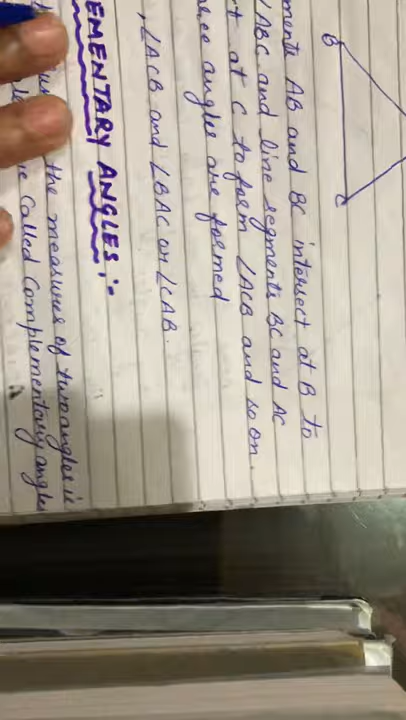 B
C
ments AB and BC intersect at B to
∠ABC and line segments BC and AC
at C to form ∠ACB and so on.
angles are formed
∠ACB and ∠BAC or ∠CAB.
EMENTARY ANGLES:-
the measures of two angles is
called Complementary angles